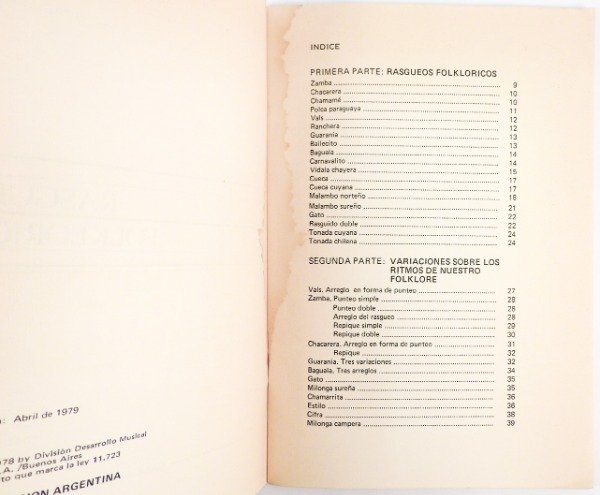 : Abril de 1979
78 by División Desarrollo Musical
.A. /Buenos Aires
to que marca la ley 11.723
ION ARGENTINA
INDICE
PRIMERA PARTE: RASGUEOS FOLKLORICOS
Zamba 9
Chacarera 10
Chamamé 10
Polca paraguaya 11
Vals 12
Ranchera 12
Guarania 13
Bailecito 13
Baguala 14
Carnavalito 14
Vidala chayera 15
Cueca 17
Cueca cuyana 17
Malambo norteño 18
Malambo sureño 21
Gato 22
Rasguido doble 22
Tonada cuyana 24
Tonada chilena 24
SEGUNDA PARTE: VARIACIONES SOBRE LOS
RITMOS DE NUESTRO
FOLKLORE
Vals. Arreglo en forma de punteo 27
Zamba. Punteo simple 28
Punteo doble 28
Arreglo del rasgueo 28
Repique simple 29
Repique doble 30
Chacarera. Arreglo en forma de punteo 31
Repique 32
Guarania. Tres variaciones 32
Baguala. Tres arreglos 34
Gato 35
Milonga sureña 35
Chamarrita 36
Estilo 36
Cifra 38
Milonga campera 39